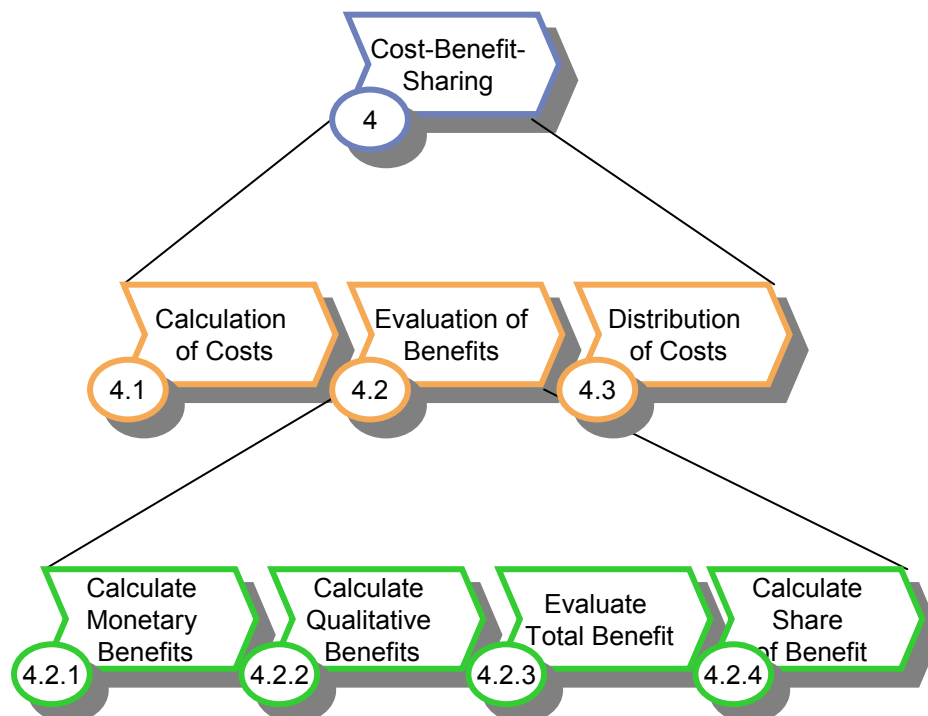 Cost-Benefit-
Sharing
4
Calculation
of Costs
4.1
Evaluation of
Benefits
4.2
Distribution
of Costs
4.3
Calculate
Monetary
Benefits
4.2.1
Calculate
Qualitative
Benefits
4.2.2
Evaluate
Total Benefit
4.2.3
Calculate
Share
of Benefit
4.2.4